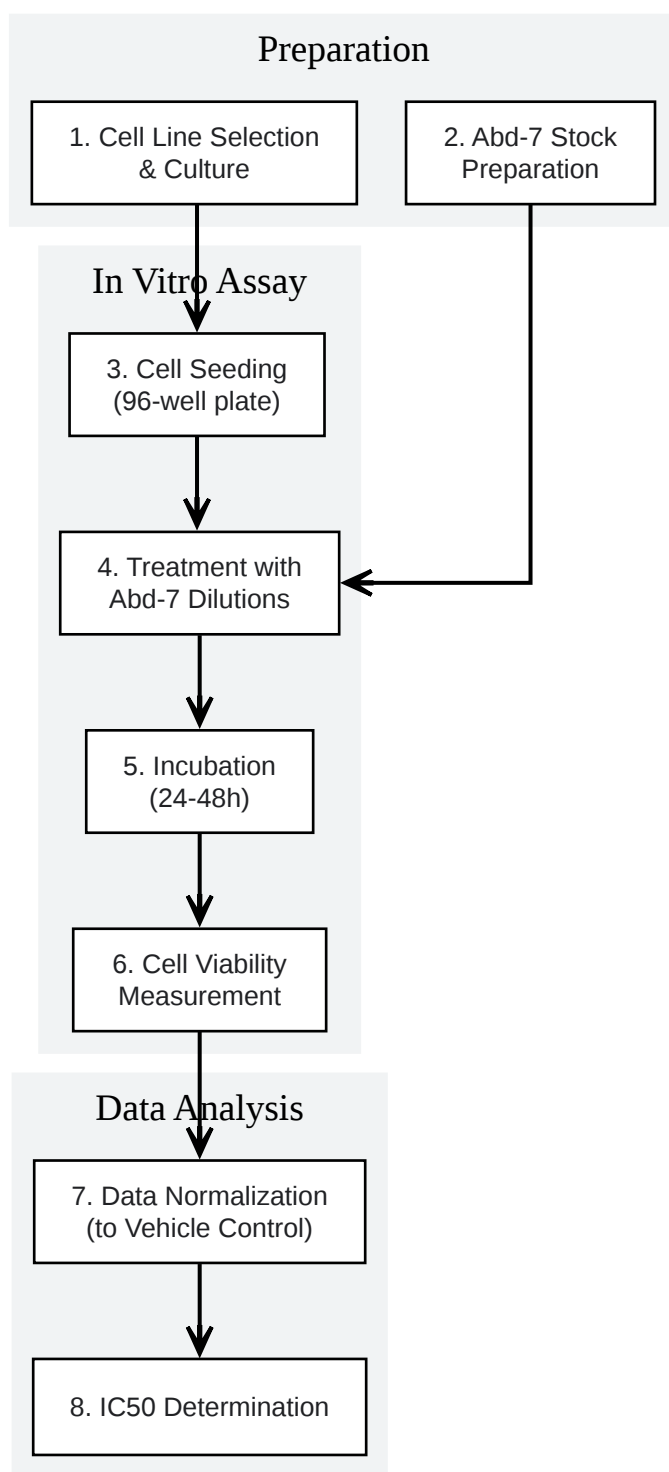 Preparation
1. Cell Line Selection
& Culture
2. Abd-7 Stock
Preparation
In Vitro Assay
3. Cell Seeding
(96-well plate)
4. Treatment with
Abd-7 Dilutions
5. Incubation
(24-48h)
6. Cell Viability
Measurement
Data Analysis
7. Data Normalization
(to Vehicle Control)
8. IC50 Determination